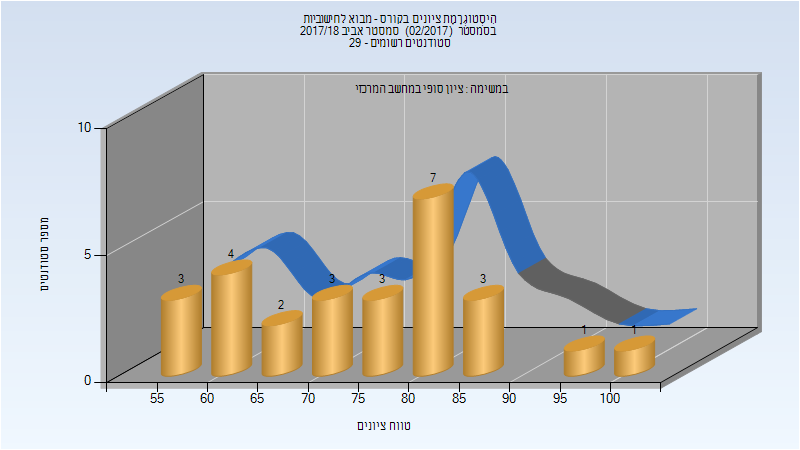 היסטוגרמת ציונים בקורס - מבוא לחישוביות
בסמסטר (02/2017) סמסטר אביב 2017/18
סטודנטים רשומים - 29
במשימה : ציון סופי במחשב המרכזי
מספר סטודנטים
10
5
0
3
4
2
3
3
7
3
1
1
55 60 65 70 75 80 85 90 95 100
טווח ציונים